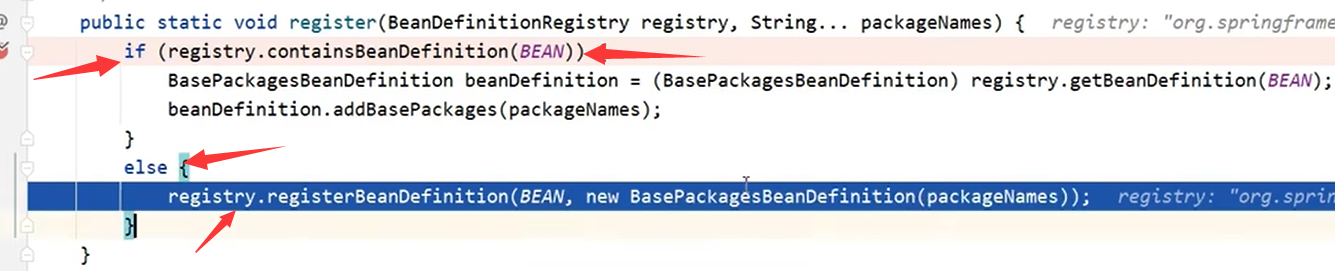 public static void register(BeanDefinitionRegistry registry, String... packageNames) { registry: "org.springframe
if (registry.containsBeanDefinition(BEAN))
BasePackagesBeanDefinition beanDefinition = (BasePackagesBeanDefinition) registry.getBeanDefinition(BEAN);
beanDefinition.addBasePackages(packageNames);
}
else {
registry.registerBeanDefinition(BEAN, new BasePackagesBeanDefinition(packageNames)); registry: "org.sprin
}
}